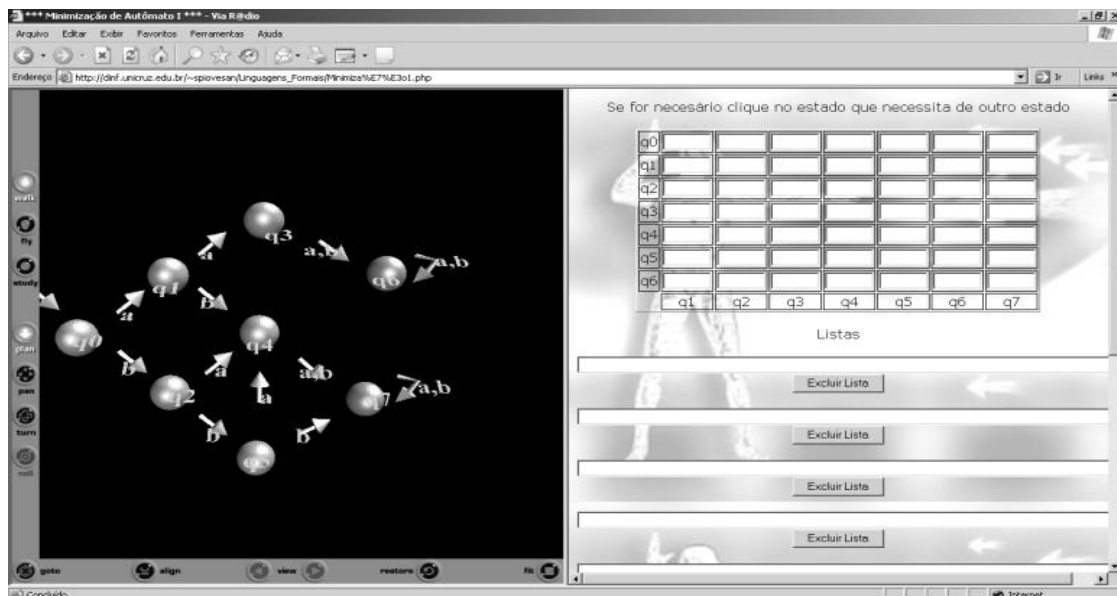 *** Minimização de Autômato I *** - Via R@dio
Arquivo Editar Exibir Favoritos Ferramentas Ajuda
Endereço http://dinf.unicruz.edu.br/~spiovesan/Linguagens_Formais/Minimiza%E7%E3o1.php Ir Links
walk
fly
study
plan
pan
turn
roll
q3
a
a,b
q6
a,b
q1
a
b
q0
q4
b
a
a,b
q2
a
q7
a,b
b
b
q5
goto align view restore fit
Se for necesário clique no estado que necessita de outro estado
q0
q1
q2
q3
q4
q5
q6
q1 q2 q3 q4 q5 q6 q7
Listas
Excluir Lista
Excluir Lista
Excluir Lista
Excluir Lista
Concluído Internet